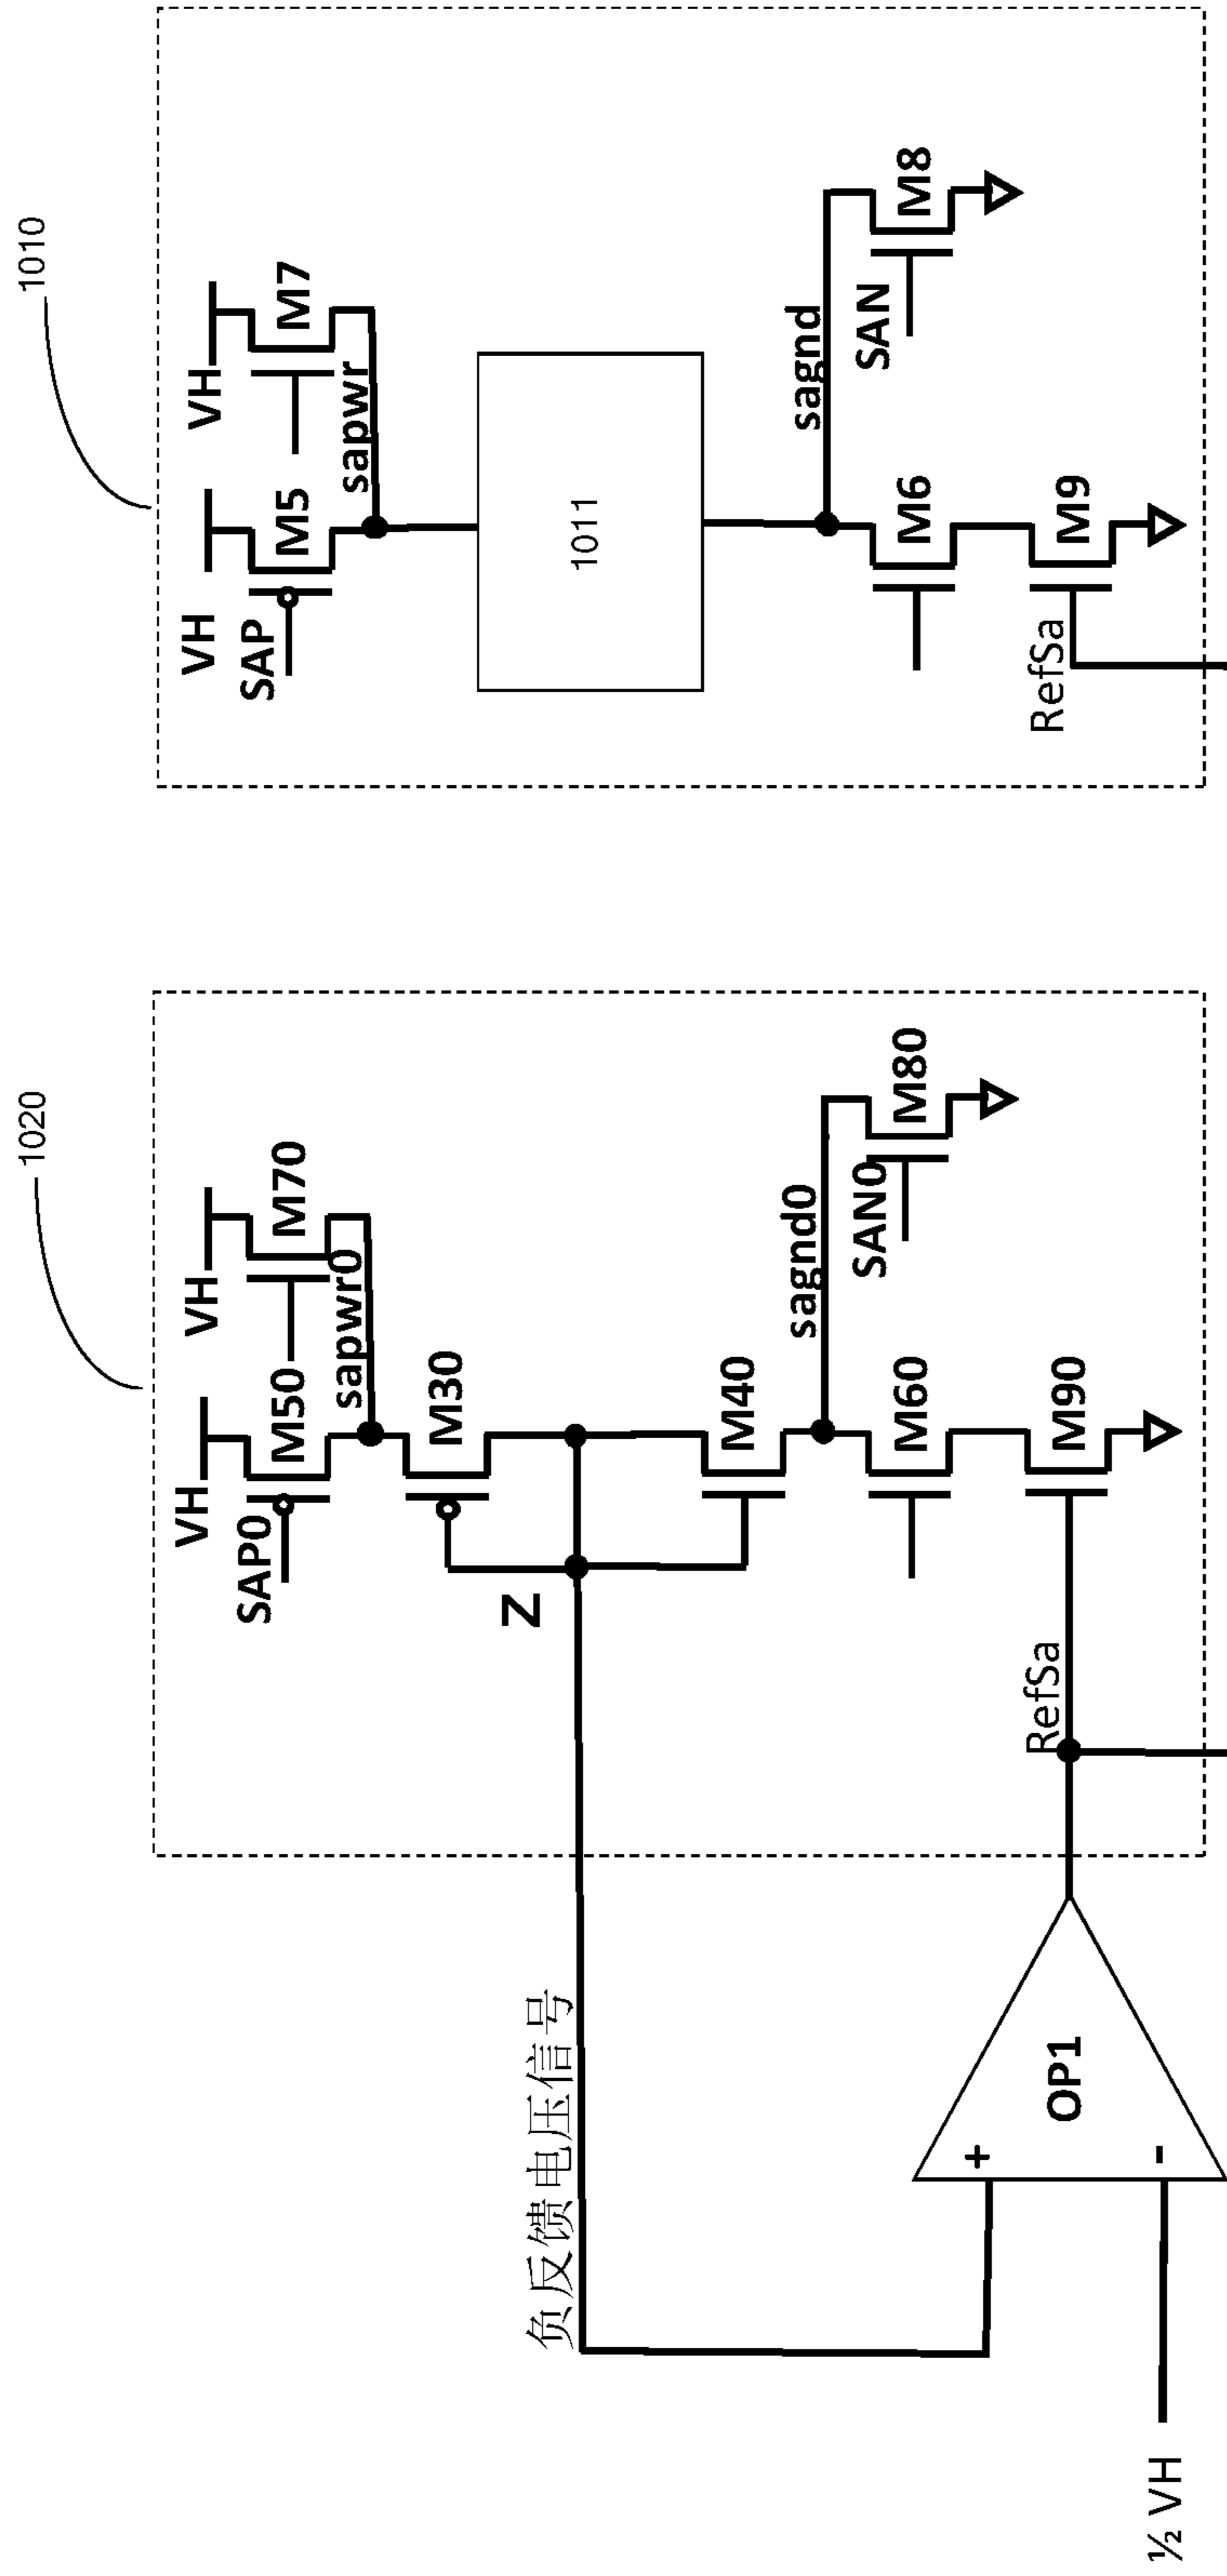 1020
1010
VH
VH
SAP0
M50
M70
sapwr0
M30
Z
M40
sagnd0
SAN0
M80
M60
RefSa
M90
负反馈电压信号
+
-
OP1
½ VH
VH
VH
SAP
M5
M7
sapwr
1011
sagnd
SAN
M8
M6
RefSa
M9